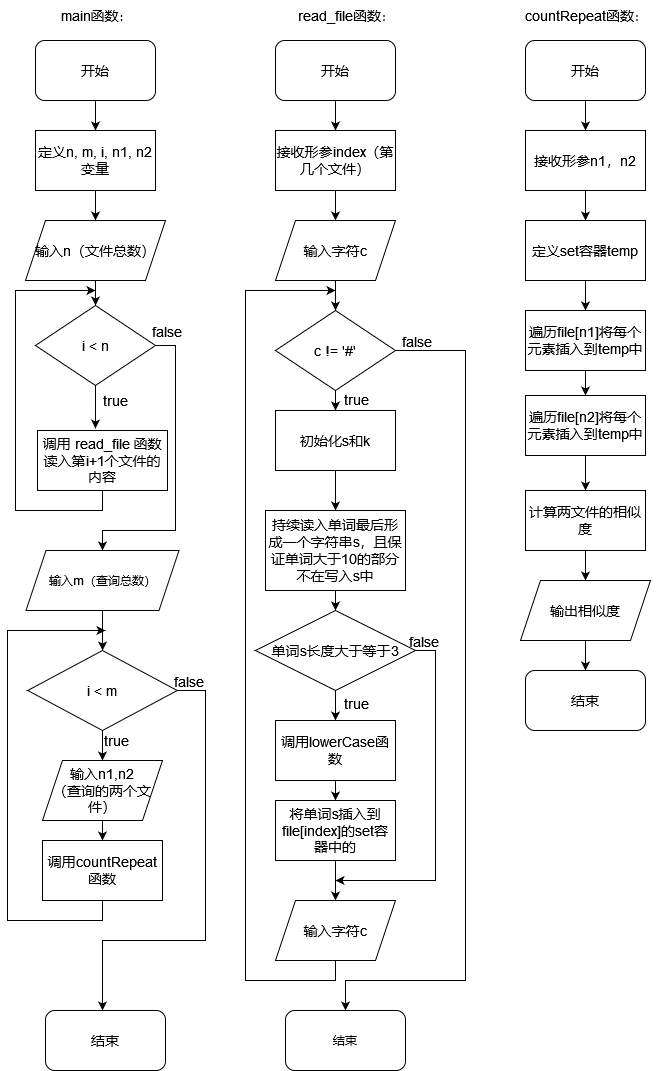 main函数：
开始
定义n, m, i, n1, n2
变量
输入n（文件总数）
i < n
false
true
调用 read_file 函数
读入第i+1个文件的
内容
输入m（查询总数）
i < m
false
true
输入n1,n2
（查询的两个文
件）
调用countRepeat
函数
结束
read_file函数：
开始
接收形参index（第
几个文件）
输入字符c
c != '#'
false
true
初始化s和k
持续读入单词最后形
成一个字符串s，且保
证单词大于10的部分
不在写入s中
单词s长度大于等于3
false
true
调用lowerCase函
数
将单词s插入到
file[index]的set容
器中的
输入字符c
结束
countRepeat函数：
开始
接收形参n1，n2
定义set容器temp
遍历file[n1]将每个
元素插入到temp中
遍历file[n2]将每个
元素插入到temp中
计算两文件的相似
度
输出相似度
结束